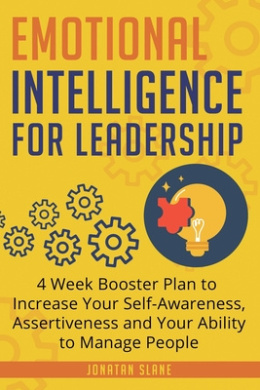 EMOTIONAL
INTELLIGENCE
FOR LEADERSHIP
4 Week Booster Plan to
Increase Your Self-Awareness,
Assertiveness and Your Ability
to Manage People
JONATAN SLANE